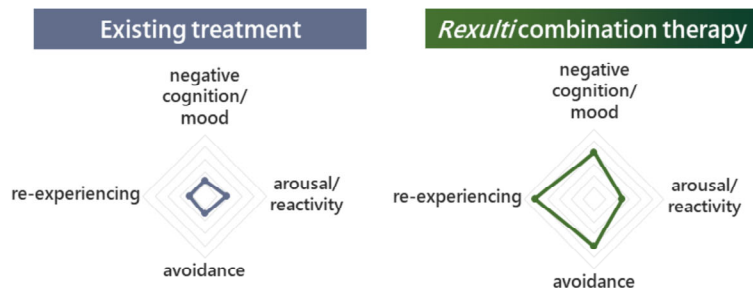 Existing treatment
negative
cognition/
mood
re-experiencing
arousal/
reactivity
avoidance
Rexulti combination therapy
negative
cognition/
mood
re-experiencing
arousal/
reactivity
avoidance